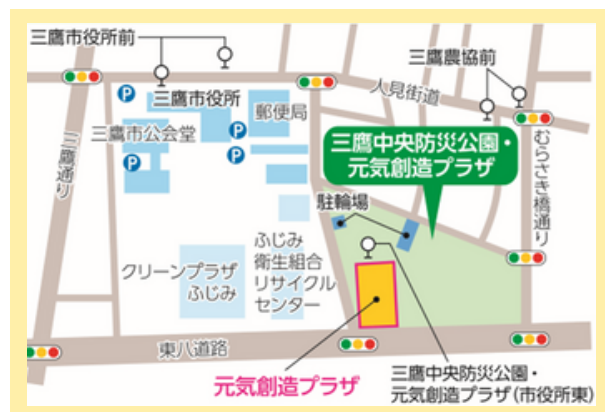 三鷹市役所前
三鷹農協前
人見街道
P
三鷹市役所
郵便局
P
三鷹市公会堂
P
P
三鷹通り
むらさき橋通り
三鷹中央防災公園・
元気創造プラザ
駐輪場
ふじみ
衛生組合
リサイクル
センター
クリーンプラザ
ふじみ
東八道路
元気創造プラザ
三鷹中央防災公園・
元気創造プラザ(市役所東)